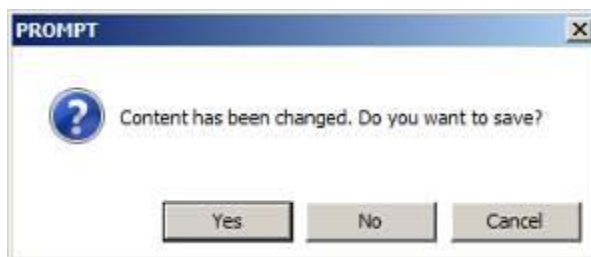 PROMPT
Content has been changed. Do you want to save?
Yes No Cancel